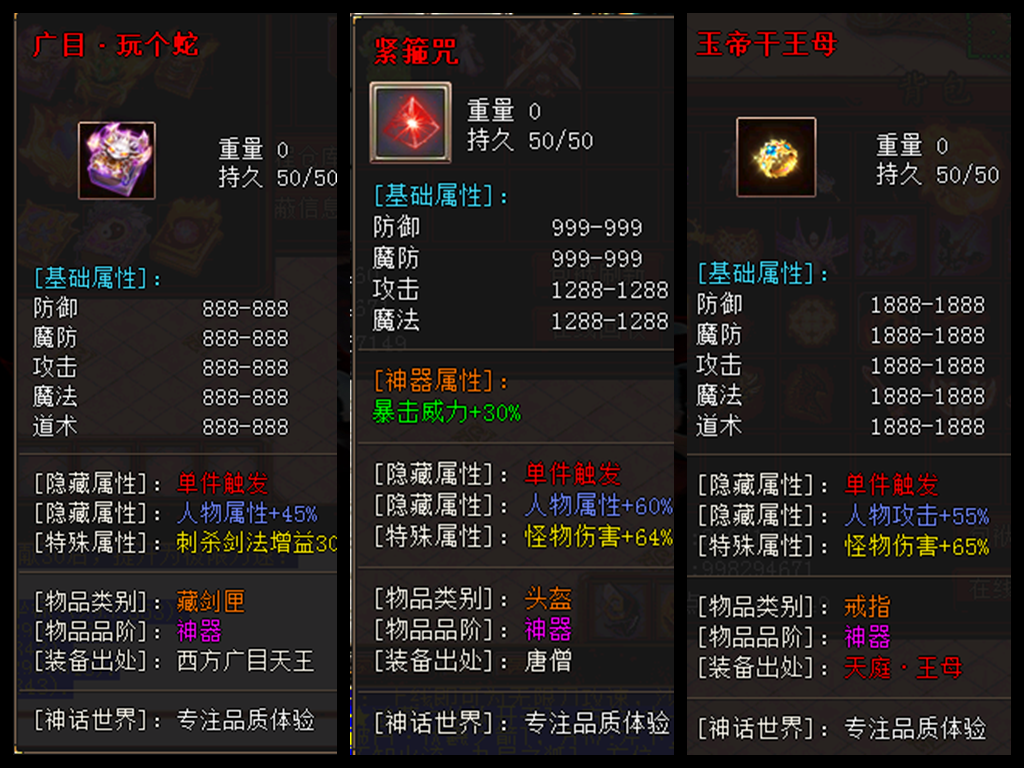 广目·玩个蛇
重量 0
持久 50/50
[基础属性]:
防御 888-888
魔防 888-888
攻击 888-888
魔法 888-888
道术 888-888
[隐藏属性]: 单件触发
[隐藏属性]: 人物属性+45%
[特殊属性]: 刺杀剑法增益30
[物品类别]: 藏剑匣
[物品品阶]: 神器
[装备出处]: 西方广目天王
[神话世界]: 专注品质体验
紧箍咒
重量 0
持久 50/50
[基础属性]:
防御 999-999
魔防 999-999
攻击 1288-1288
魔法 1288-1288
[神器属性]:
暴击威力+30%
[隐藏属性]: 单件触发
[隐藏属性]: 人物属性+60%
[特殊属性]: 怪物伤害+64%
[物品类别]: 头盔
[物品品阶]: 神器
[装备出处]: 唐僧
[神话世界]: 专注品质体验
玉帝干王母
背包
重量 0
持久 50/50
[基础属性]:
防御 1888-1888
魔防 1888-1888
攻击 1888-1888
魔法 1888-1888
道术 1888-1888
[隐藏属性]: 单件触发
[隐藏属性]: 人物攻击+55%
[特殊属性]: 怪物伤害+65%
[物品类别]: 戒指
[物品品阶]: 神器
[装备出处]: 天庭·王母
[神话世界]: 专注品质体验